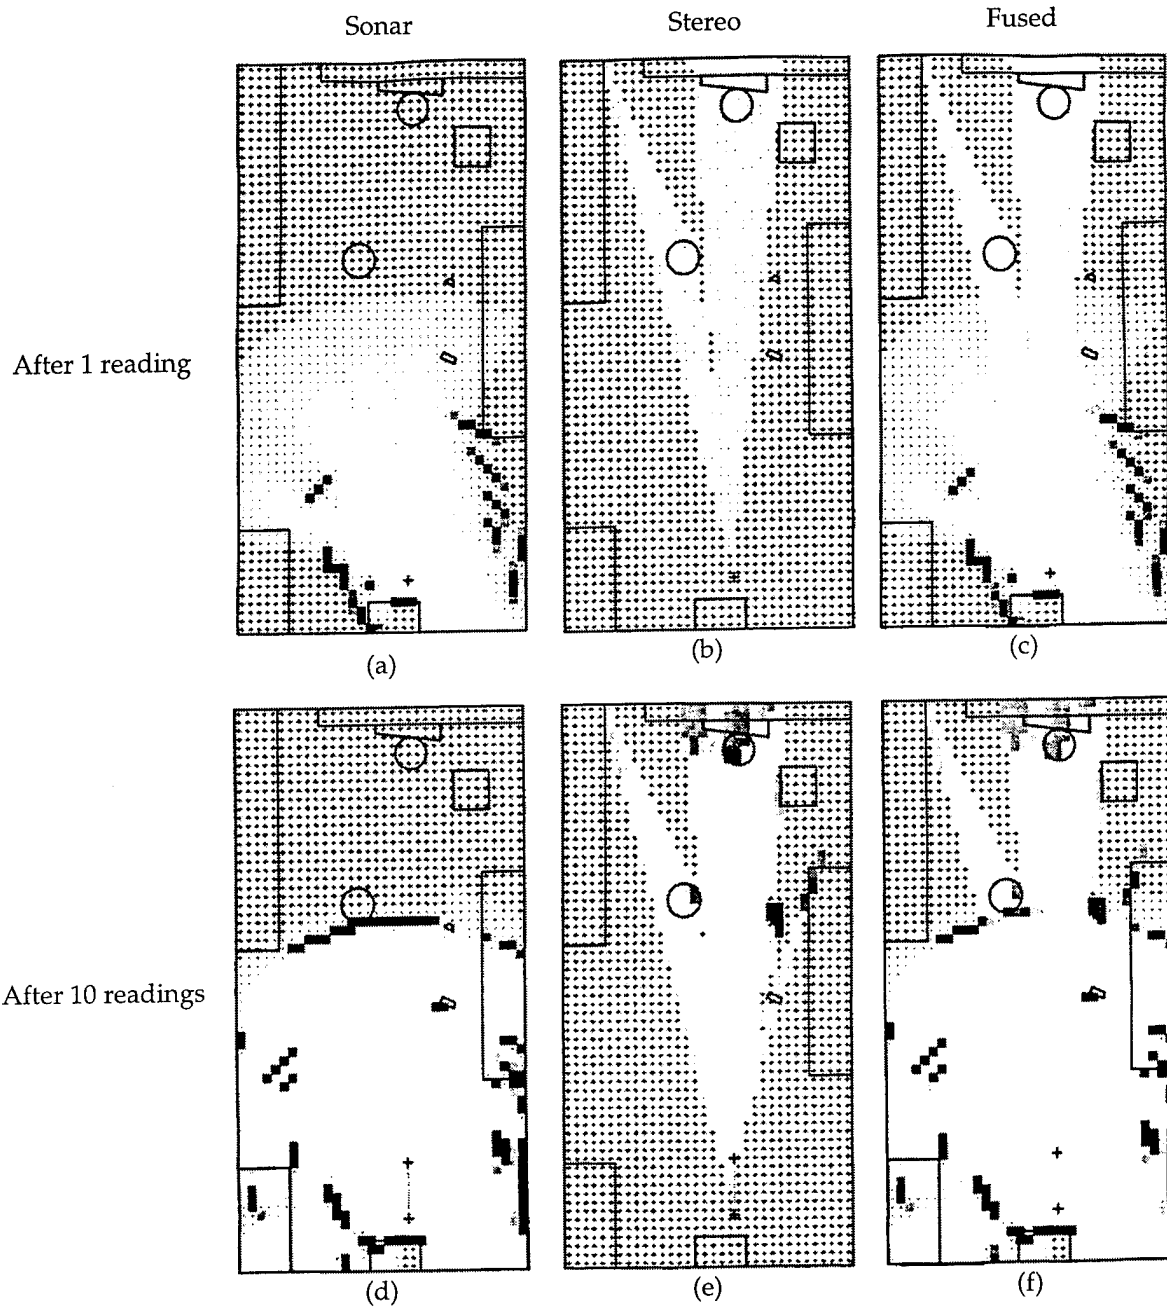 Sonar
Stereo
Fused
After 1 reading
(a)
(b)
(c)
After 10 readings
(d)
(e)
(f)